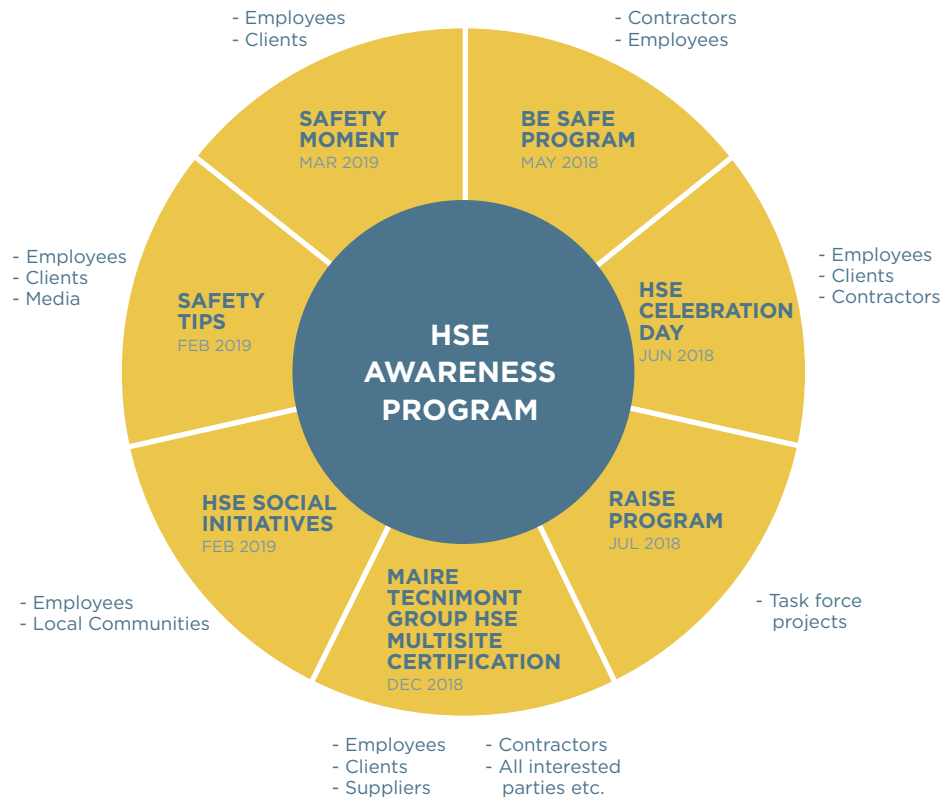 - Employees
- Clients
- Contractors
- Employees
SAFETY
MOMENT
MAR 2019
BE SAFE
PROGRAM
MAY 2018
- Employees
- Clients
- Media
- Employees
- Clients
- Contractors
SAFETY
TIPS
FEB 2019
HSE
CELEBRATION
DAY
JUN 2018
HSE
AWARENESS
PROGRAM
HSE SOCIAL
INITIATIVES
FEB 2019
RAISE
PROGRAM
JUL 2018
MAIRE
TECNIMONT
GROUP HSE
MULTISITE
CERTIFICATION
DEC 2018
- Employees
- Local Communities
- Task force
projects
- Employees
- Clients
- Suppliers
- Contractors
- All interested
parties etc.